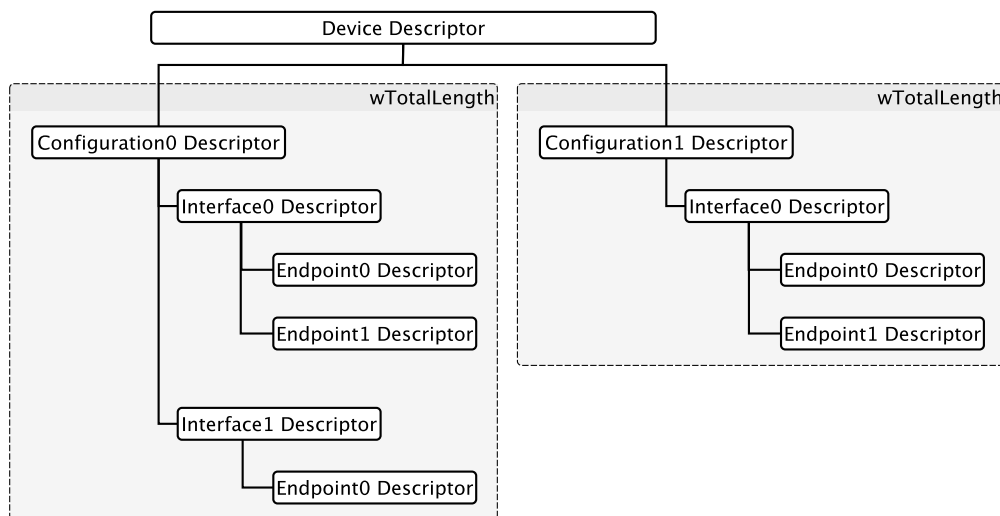 Device Descriptor
wTotalLength
Configuration0 Descriptor
Interface0 Descriptor
Endpoint0 Descriptor
Endpoint1 Descriptor
Interface1 Descriptor
Endpoint0 Descriptor
wTotalLength
Configuration1 Descriptor
Interface0 Descriptor
Endpoint0 Descriptor
Endpoint1 Descriptor